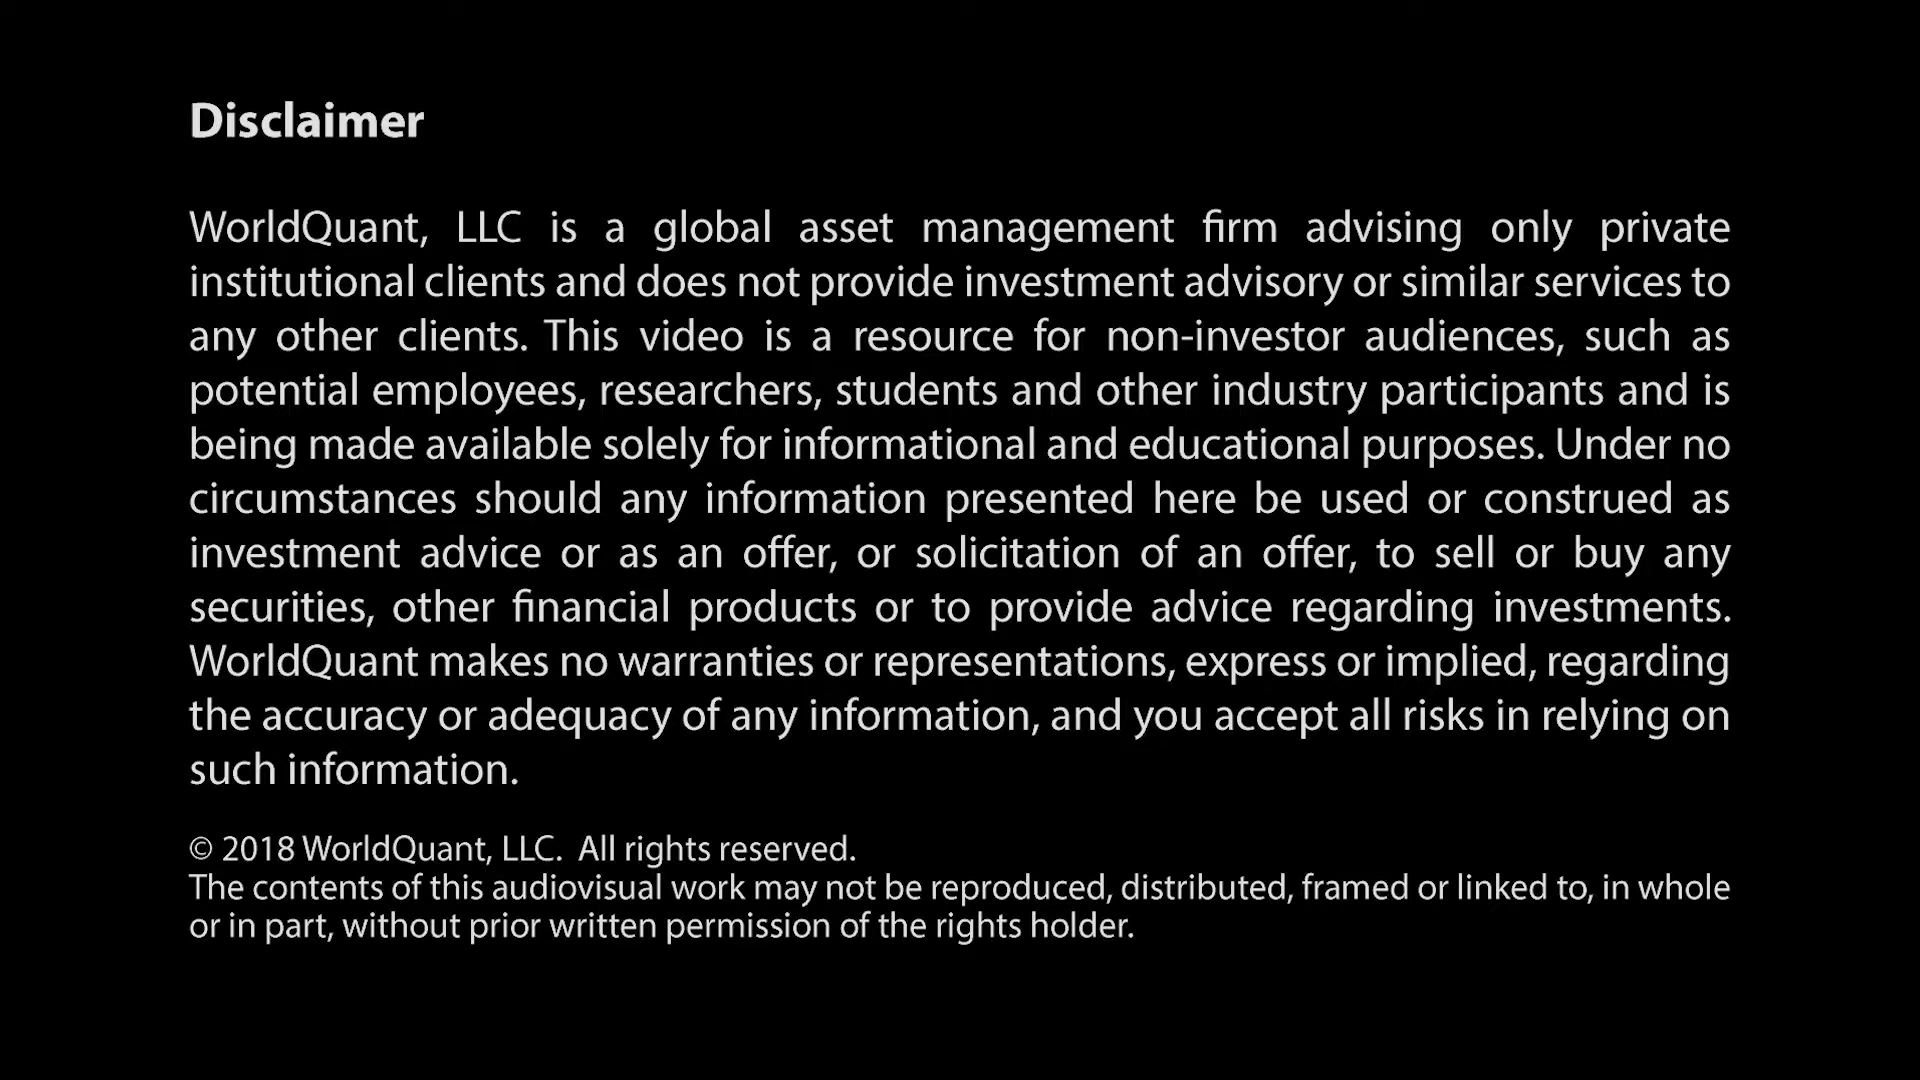 Disclaimer
WorldQuant, LLC is a global asset management firm advising only private
institutional clients and does not provide investment advisory or similar services to
any other clients. This video is a resource for non-investor audiences, such as
potential employees, researchers, students and other industry participants and is
being made available solely for informational and educational purposes. Under no
circumstances should any information presented here be used or construed as
investment advice or as an offer, or solicitation of an offer, to sell or buy any
securities, other financial products or to provide advice regarding investments.
WorldQuant makes no warranties or representations, express or implied, regarding
the accuracy or adequacy of any information, and you accept all risks in relying on
such information.
© 2018 WorldQuant, LLC.  All rights reserved.
The contents of this audiovisual work may not be reproduced, distributed, framed or linked to, in whole
or in part, without prior written permission of the rights holder.